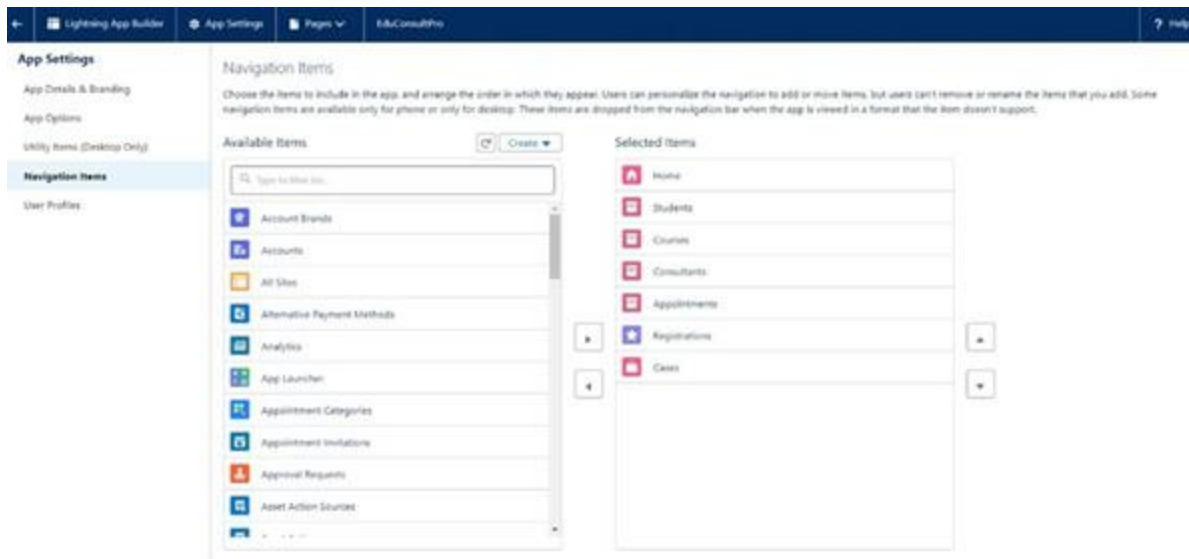 Lightning App Builder
App Settings
Pages
EduConsultPro
? Help
App Settings
App Details & Branding
App Options
Utility Items (Desktop Only)
Navigation Items
User Profiles
Navigation Items
Choose the items to include in the app, and arrange the order in which they appear. Users can personalize the navigation to add or move items, but users can't remove or rename the items that you add. Some
navigation items are available only for phone or only for desktop. These items are dropped from the navigation bar when the app is viewed in a format that the item doesn't support.
Available Items
Create
Type to filter list...
Account Brands
Accounts
All Sites
Alternative Payment Methods
Analytics
App Launcher
Appointment Categories
Appointment Invitations
Approval Requests
Asset Action Sources
Selected Items
Home
Students
Courses
Consultants
Appointments
Registrations
Cases